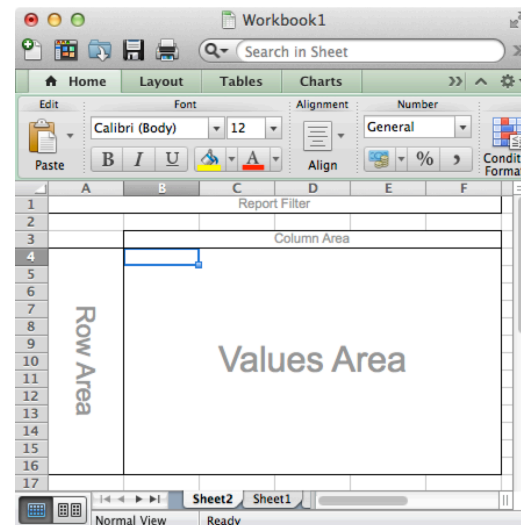 Workbook1
Search in Sheet
Home Layout Tables Charts
Edit Font Alignment Number
Calibri (Body) 12 General
Paste B I U A Align % Condit
Forma
A B C D E F
1 Report Filter
2
3 Column Area
4
5
6
7
8
9
10
11
12
13
14
15
16
17
Row Area
Values Area
Sheet2 Sheet1
Normal View Ready